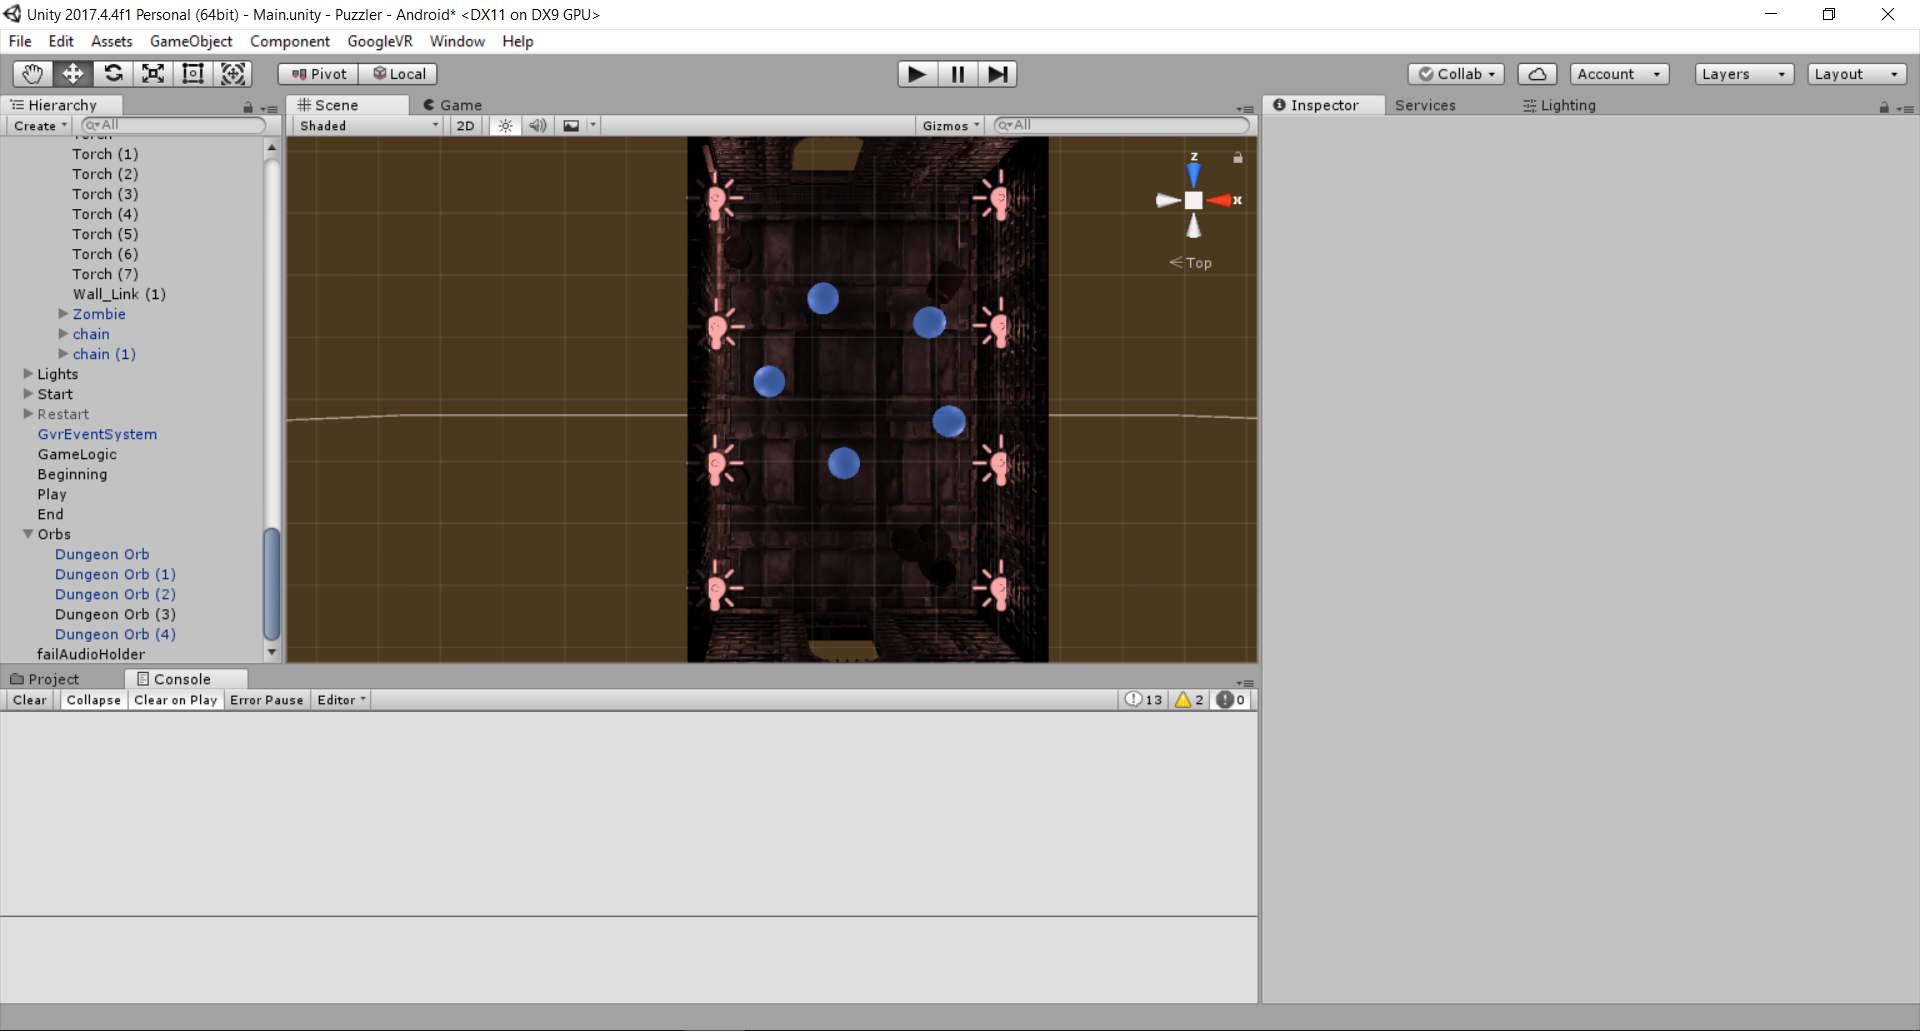 Unity 2017.4.4f1 Personal (64bit) - Main.unity - Puzzler - Android* <DX11 on DX9 GPU>
File Edit Assets GameObject Component GoogleVR Window Help
Pivot Local Collab Account Layers Layout
Hierarchy
Create All
Torch (1)
Torch (2)
Torch (3)
Torch (4)
Torch (5)
Torch (6)
Torch (7)
Wall_Link (1)
Zombie
chain
chain (1)
Lights
Start
Restart
GvrEventSystem
GameLogic
Beginning
Play
End
Orbs
Dungeon Orb
Dungeon Orb (1)
Dungeon Orb (2)
Dungeon Orb (3)
Dungeon Orb (4)
failAudioHolder
Scene Game
Shaded 2D Gizmos All
z
x
Top
Inspector Services Lighting
Project Console
Clear Collapse Clear on Play Error Pause Editor 13 2 0